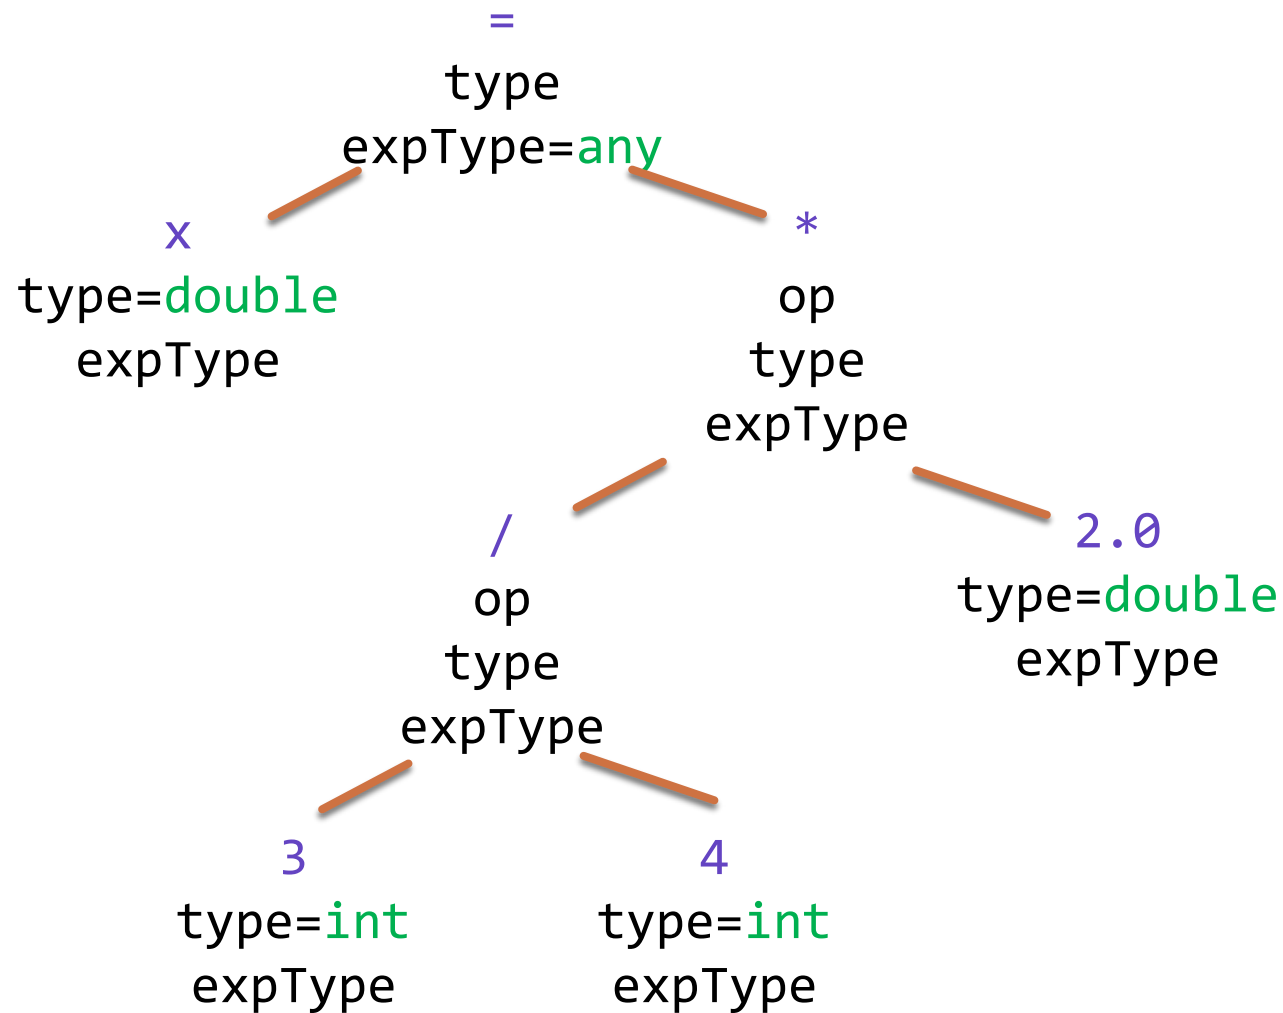 =
type
expType=any
x
type=double
expType
*
op
type
expType
/
op
type
expType
2.0
type=double
expType
3
type=int
expType
4
type=int
expType